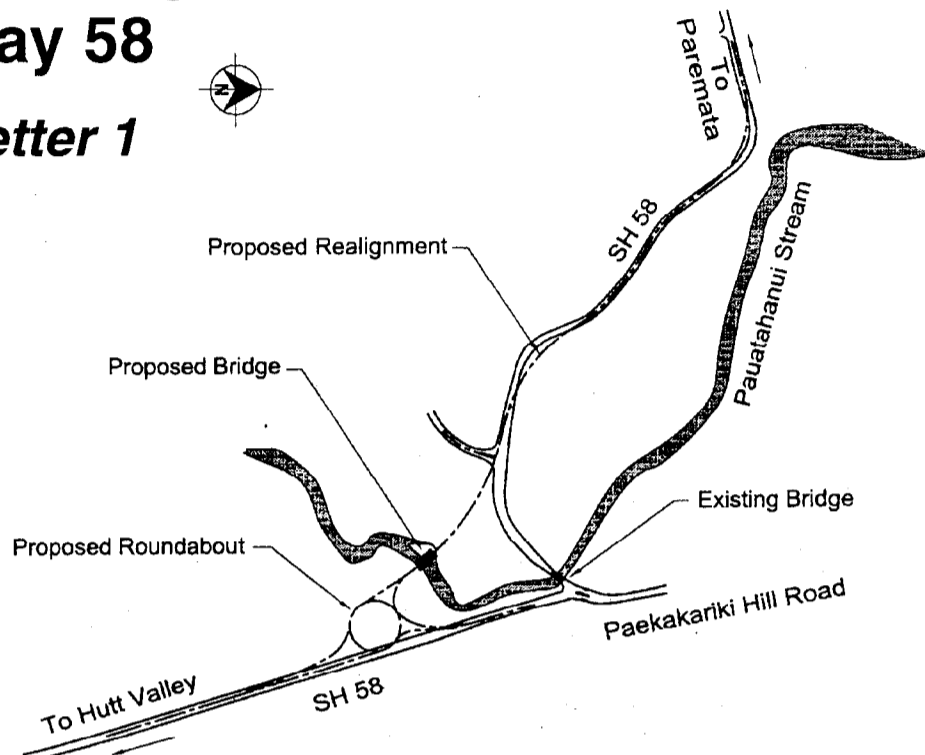 ay 58
etter 1
N
To
Paremata
SH 58
Proposed Realignment
Pauatahanui Stream
Proposed Bridge
Existing Bridge
Proposed Roundabout
Paekakariki Hill Road
To Hutt Valley
SH 58